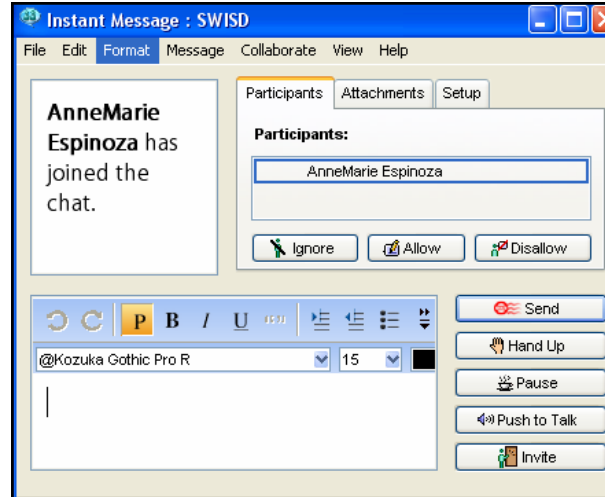 Instant Message : SWISD
File Edit Format Message Collaborate View Help
AnneMarie
Espinoza has
joined the
chat.
Participants Attachments Setup
Participants:
AnneMarie Espinoza
Ignore Allow Disallow
P B I U
@Kozuka Gothic Pro R 15
Send
Hand Up
Pause
Push to Talk
Invite